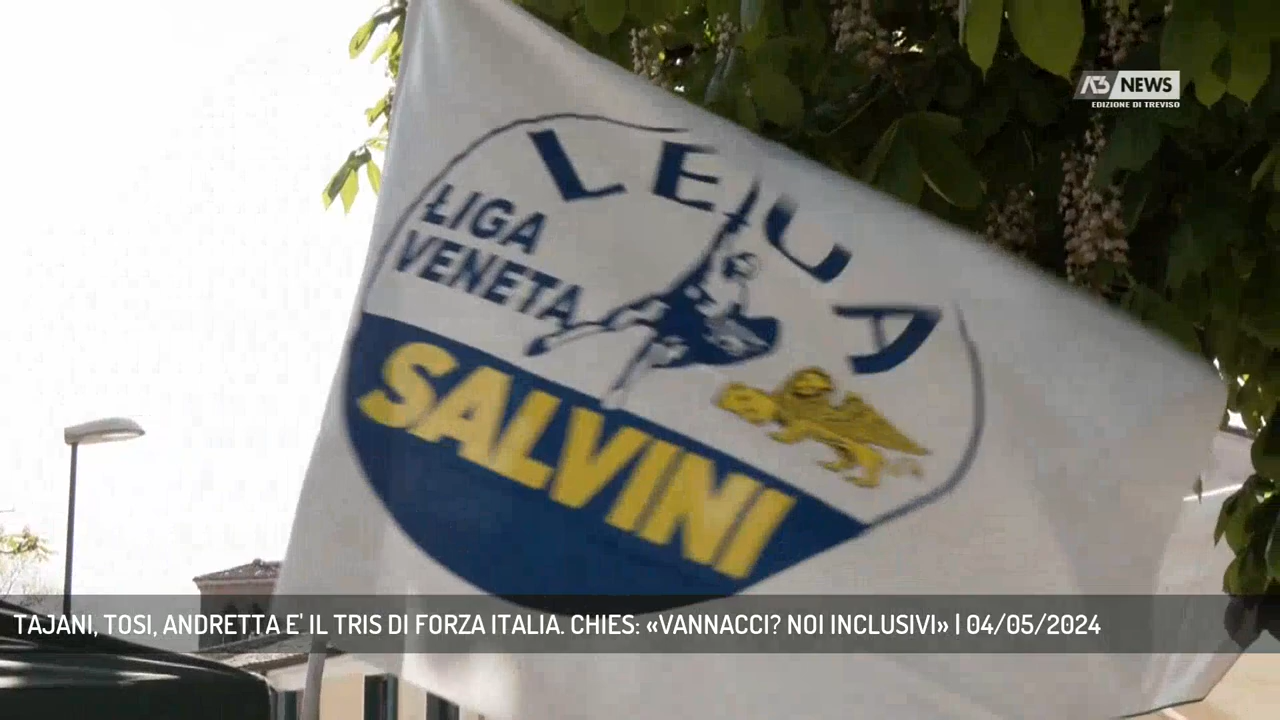 A3 NEWS
EDIZIONE DI TREVISO
LEGA
LIGA
VENETA
SALVINI
TAJANI, TOSI, ANDRETTA E' IL TRIS DI FORZA ITALIA. CHIES: «VANNACCI? NOI INCLUSIVI» | 04/05/2024